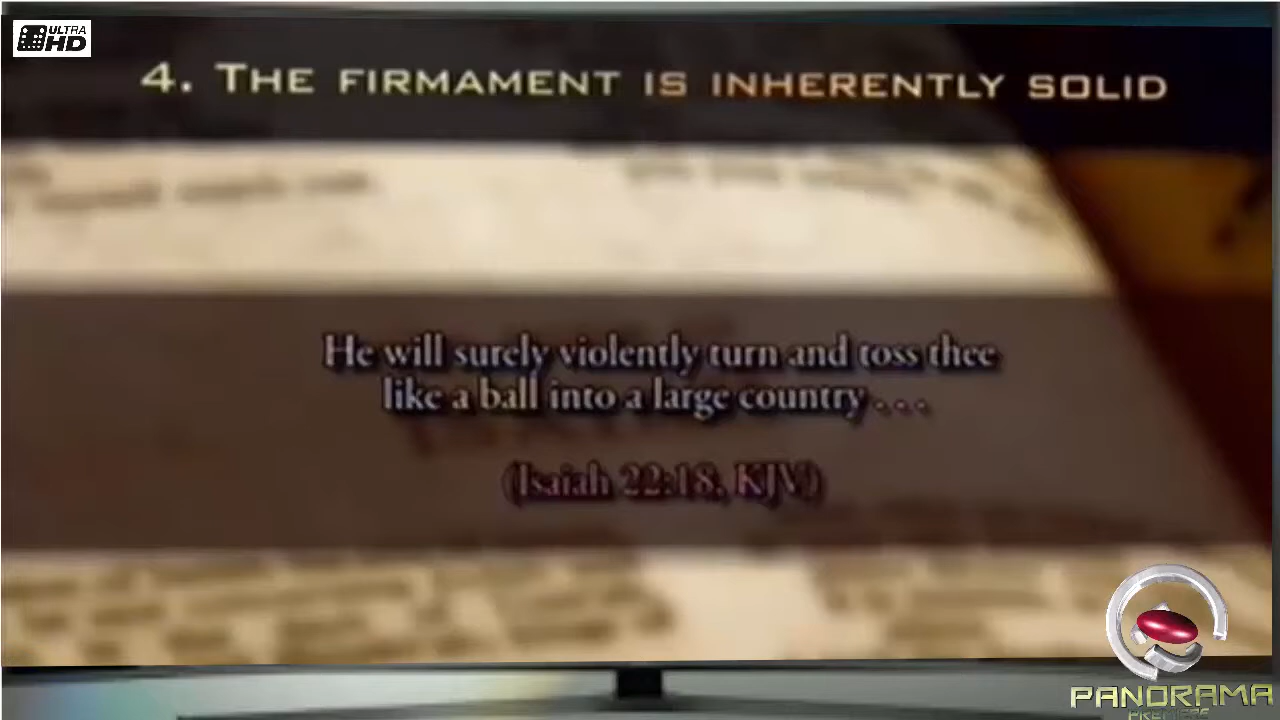 ULTRA
HD
4. THE FIRMAMENT IS INHERENTLY SOLID
He will surely violently turn and toss thee
like a ball into a large country . . .
(Isaiah 22:18, KJV)
PANORAMA